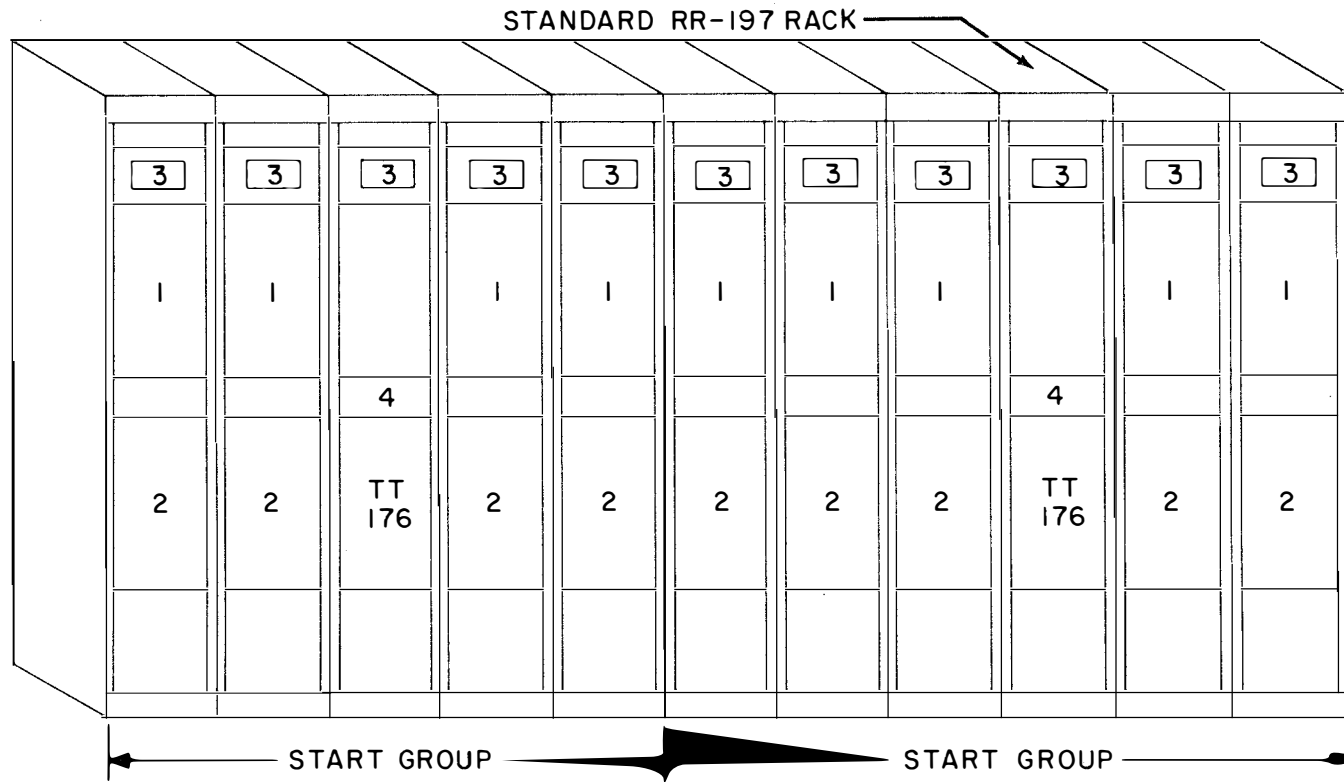 STANDARD RR-197 RACK
3 3 3 3 3 3 3 3 3 3 3
1 1 1 1 1 1 1 1 1
4 4
2 2 TT 176 2 2 2 2 2 TT 176 2 2
START GROUP START GROUP